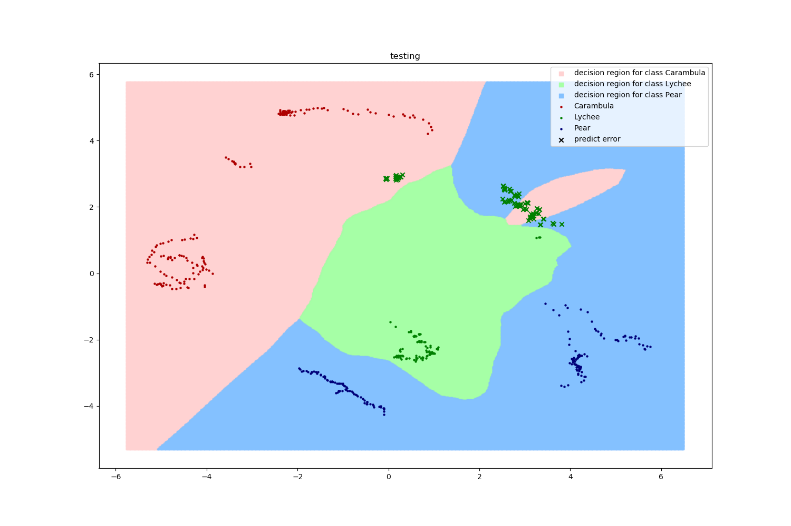 testing
decision region for class Carambula
decision region for class Lychee
decision region for class Pear
Carambula
Lychee
Pear
predict error
6
4
2
0
−2
−4
−6
−4
−2
0
2
4
6